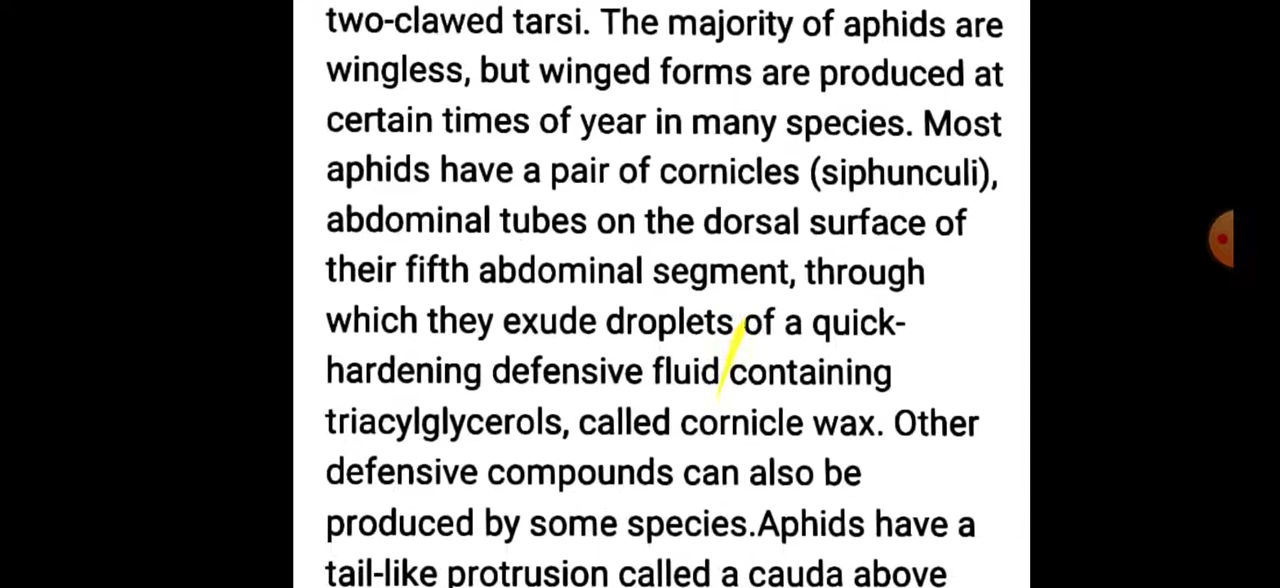 two-clawed tarsi. The majority of aphids are
wingless, but winged forms are produced at
certain times of year in many species. Most
aphids have a pair of cornicles (siphunculi),
abdominal tubes on the dorsal surface of
their fifth abdominal segment, through
which they exude droplets of a quick-
hardening defensive fluid containing
triacylglycerols, called cornicle wax. Other
defensive compounds can also be
produced by some species.Aphids have a
tail-like protrusion called a cauda above